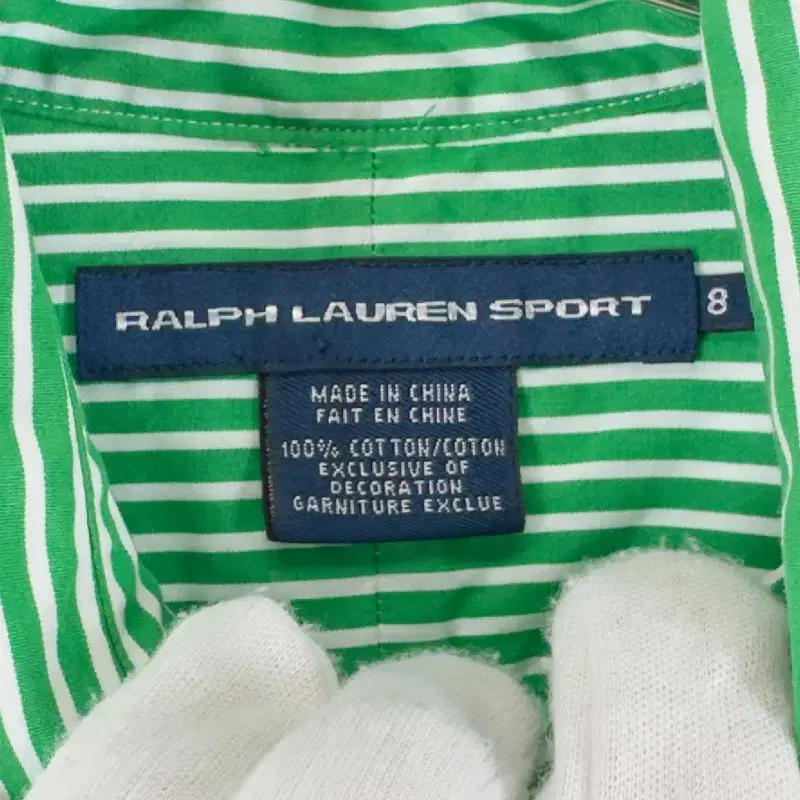 RALPH LAUREN SPORT
8
MADE IN CHINA
FAIT EN CHINE
100% COTTON/COTON
EXCLUSIVE OF
DECORATION
GARNITURE EXCLUE